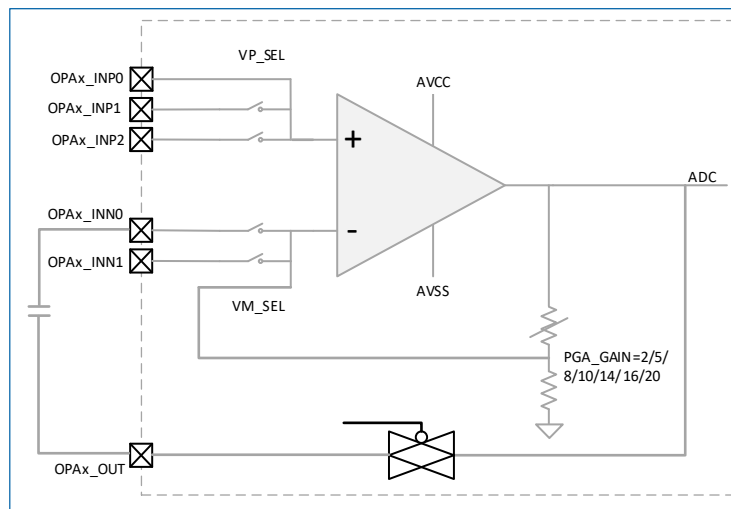 VP_SEL
OPAx_INP0
AVCC
OPAx_INP1
OPAx_INP2
+
ADC
OPAx_INN0
-
OPAx_INN1
AVSS
VM_SEL
PGA_GAIN=2/5/
8/10/14/16/20
OPAx_OUT